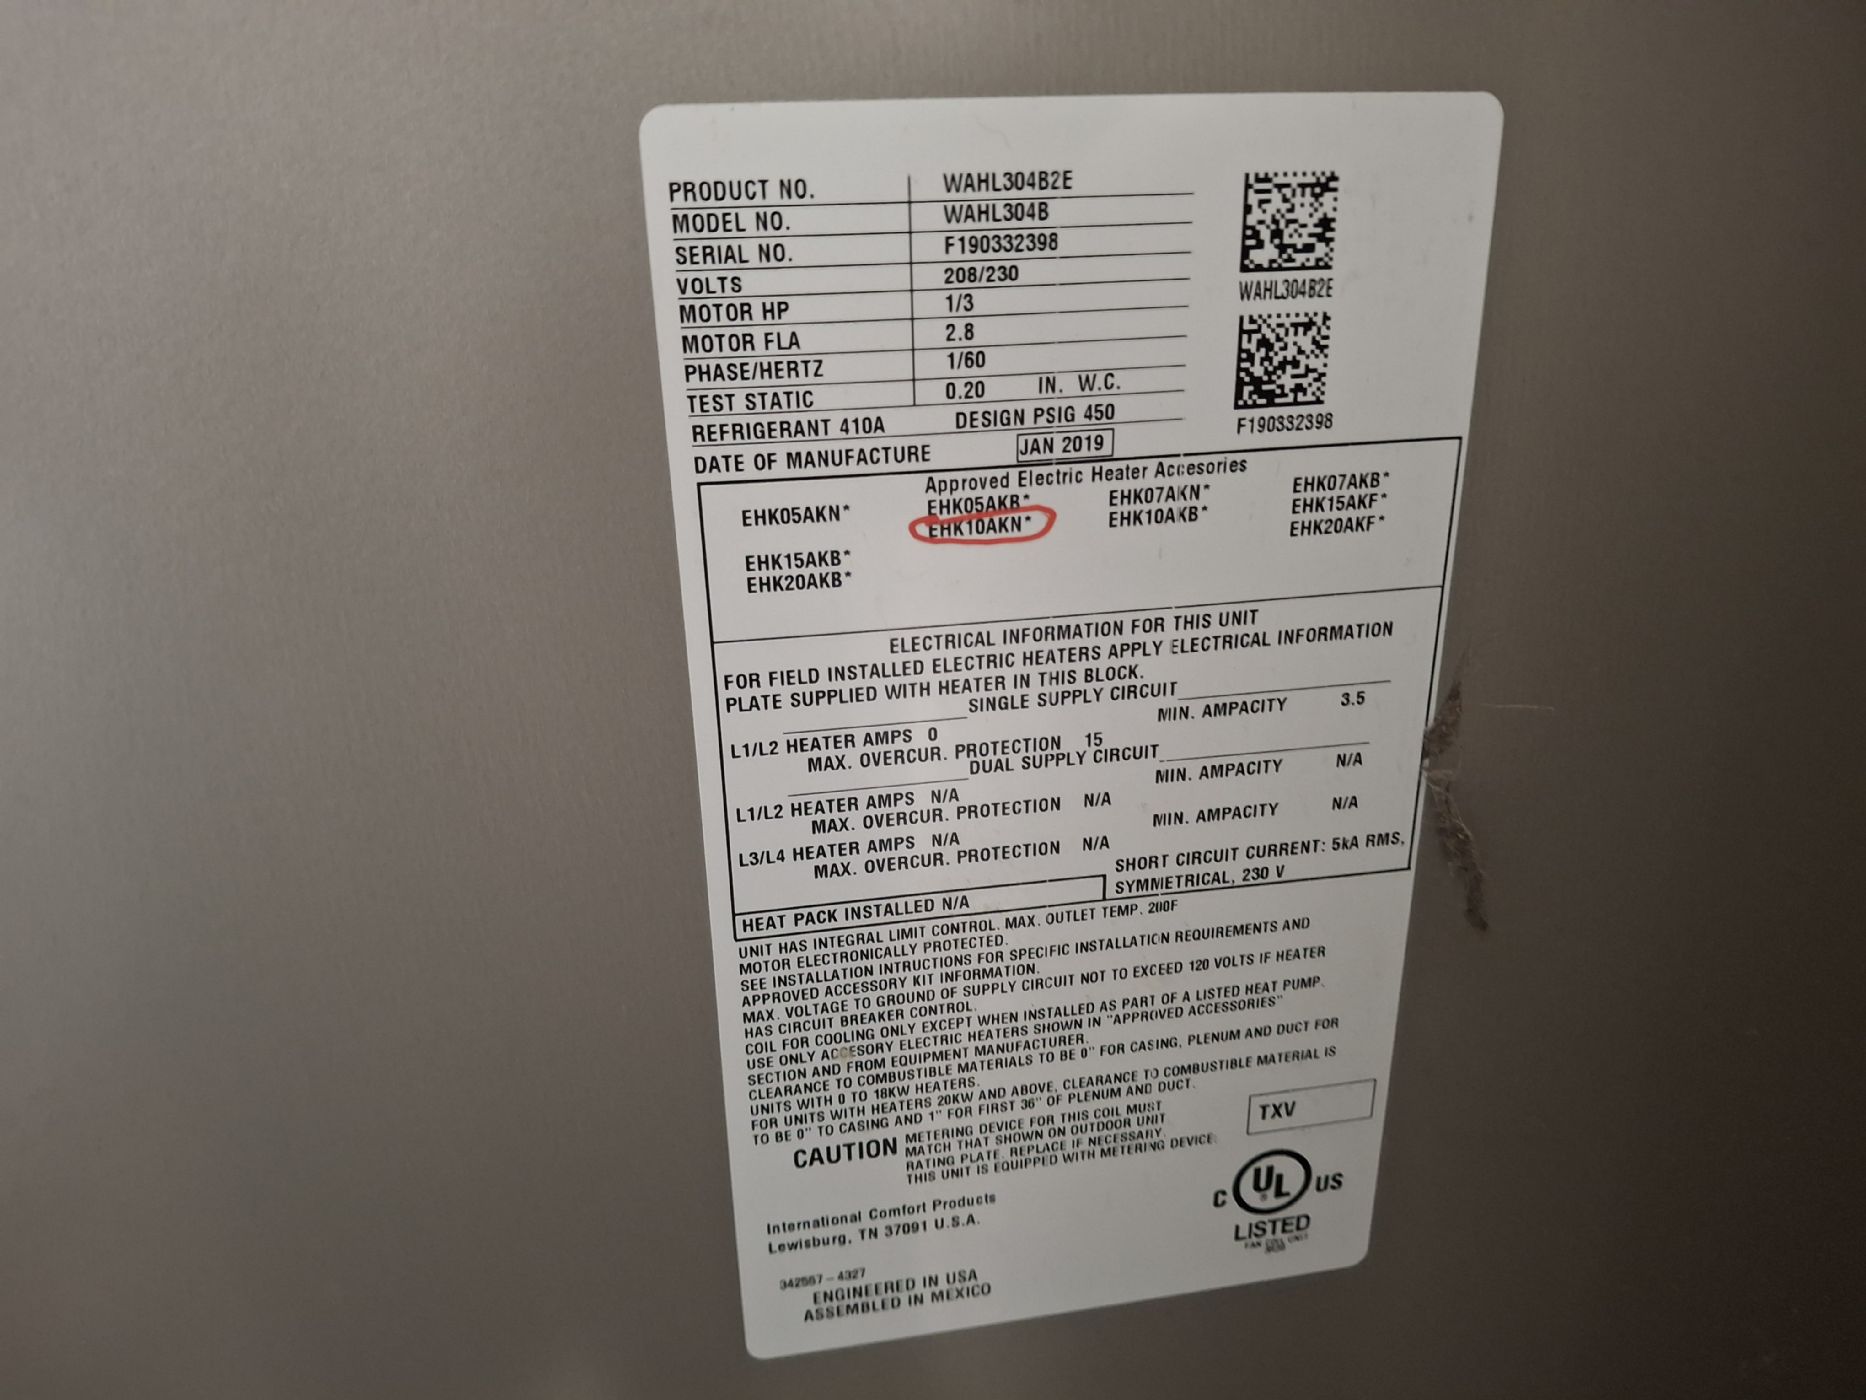 PRODUCT NO. WAHL304B2E
MODEL NO. WAHL304B
SERIAL NO. F190332398
VOLTS 208/230
MOTOR HP 1/3
MOTOR FLA 2.8
PHASE/HERTZ 1/60
TEST STATIC 0.20 IN. W.C.
REFRIGERANT 410A DESIGN PSIG 450
DATE OF MANUFACTURE JAN 2019
WAHL304B2E
F190332398
Approved Electric Heater Accesories
EHK05AKN* EHK05AKB* EHK07AKN* EHK07AKB*
EHK10AKN* EHK10AKB* EHK15AKF*
EHK15AKB* EHK20AKF*
EHK20AKB*
ELECTRICAL INFORMATION FOR THIS UNIT
FOR FIELD INSTALLED ELECTRIC HEATERS APPLY ELECTRICAL INFORMATION
PLATE SUPPLIED WITH HEATER IN THIS BLOCK.
SINGLE SUPPLY CIRCUIT
L1/L2 HEATER AMPS 0 MIN. AMPACITY 3.5
MAX. OVERCUR. PROTECTION 15
DUAL SUPPLY CIRCUIT
L1/L2 HEATER AMPS N/A MIN. AMPACITY N/A
MAX. OVERCUR. PROTECTION N/A
L3/L4 HEATER AMPS N/A MIN. AMPACITY N/A
MAX. OVERCUR. PROTECTION N/A
HEAT PACK INSTALLED N/A
SHORT CIRCUIT CURRENT: 5kA RMS,
SYMMETRICAL, 230 V
UNIT HAS INTEGRAL LIMIT CONTROL. MAX. OUTLET TEMP. 200F
MOTOR ELECTRONICALLY PROTECTED.
SEE INSTALLATION INTRUCTIONS FOR SPECIFIC INSTALLATION REQUIREMENTS AND
APPROVED ACCESSORY KIT INFORMATION.
MAX. VOLTAGE TO GROUND OF SUPPLY CIRCUIT NOT TO EXCEED 120 VOLTS IF HEATER
HAS CIRCUIT BREAKER CONTROL.
COIL FOR COOLING ONLY EXCEPT WHEN INSTALLED AS PART OF A LISTED HEAT PUMP.
USE ONLY ACCESORY ELECTRIC HEATERS SHOWN IN "APPROVED ACCESSORIES"
SECTION AND FROM EQUIPMENT MANUFACTURER.
CLEARANCE TO COMBUSTIBLE MATERIALS TO BE 0" FOR CASING, PLENUM AND DUCT FOR
UNITS WITH 0 TO 18KW HEATERS.
FOR UNITS WITH HEATERS 20KW AND ABOVE, CLEARANCE TO COMBUSTIBLE MATERIAL IS
TO BE 0" TO CASING AND 1" FOR FIRST 36" OF PLENUM AND DUCT.
CAUTION METERING DEVICE FOR THIS COIL MUST
MATCH THAT SHOWN ON OUTDOOR UNIT
RATING PLATE. REPLACE IF NECESSARY.
THIS UNIT IS EQUIPPED WITH METERING DEVICE:
TXV
International Comfort Products
Lewisburg, TN 37091 U.S.A.
C UL US
LISTED
FAN COIL UNIT
342567-4327
ENGINEERED IN USA
ASSEMBLED IN MEXICO